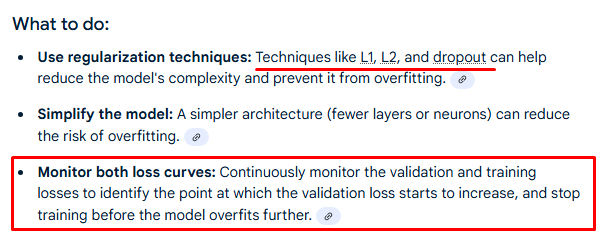 What to do:
• Use regularization techniques: Techniques like L1, L2, and dropout can help
reduce the model's complexity and prevent it from overfitting.
• Simplify the model: A simpler architecture (fewer layers or neurons) can reduce
the risk of overfitting.
• Monitor both loss curves: Continuously monitor the validation and training
losses to identify the point at which the validation loss starts to increase, and stop
training before the model overfits further.